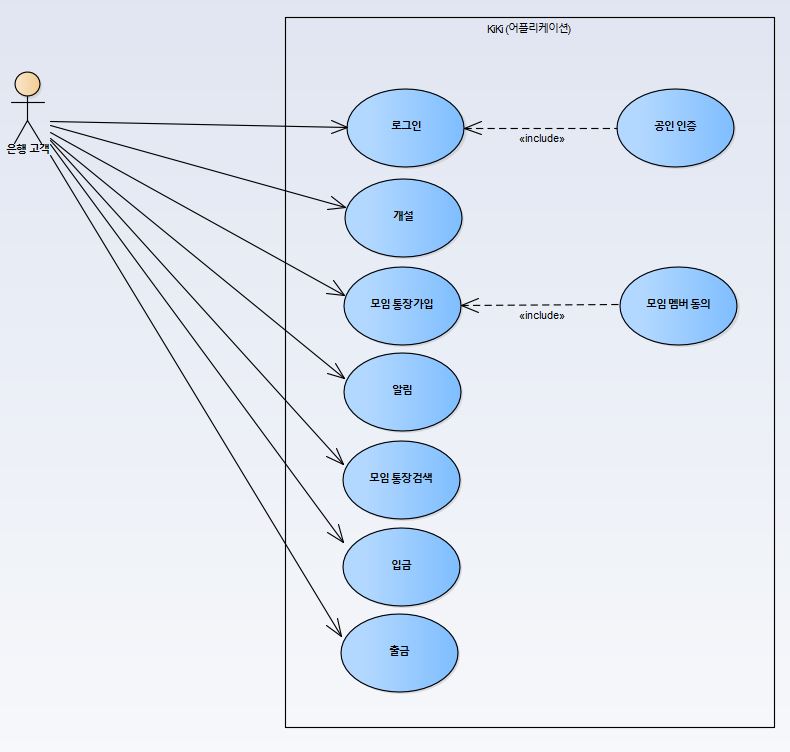 KiKi (어플리케이션)
은행 고객
로그인
«include»
공인 인증
개설
모임 통장가입
«include»
모임 멤버 동의
알림
모임 통장검색
입금
출금